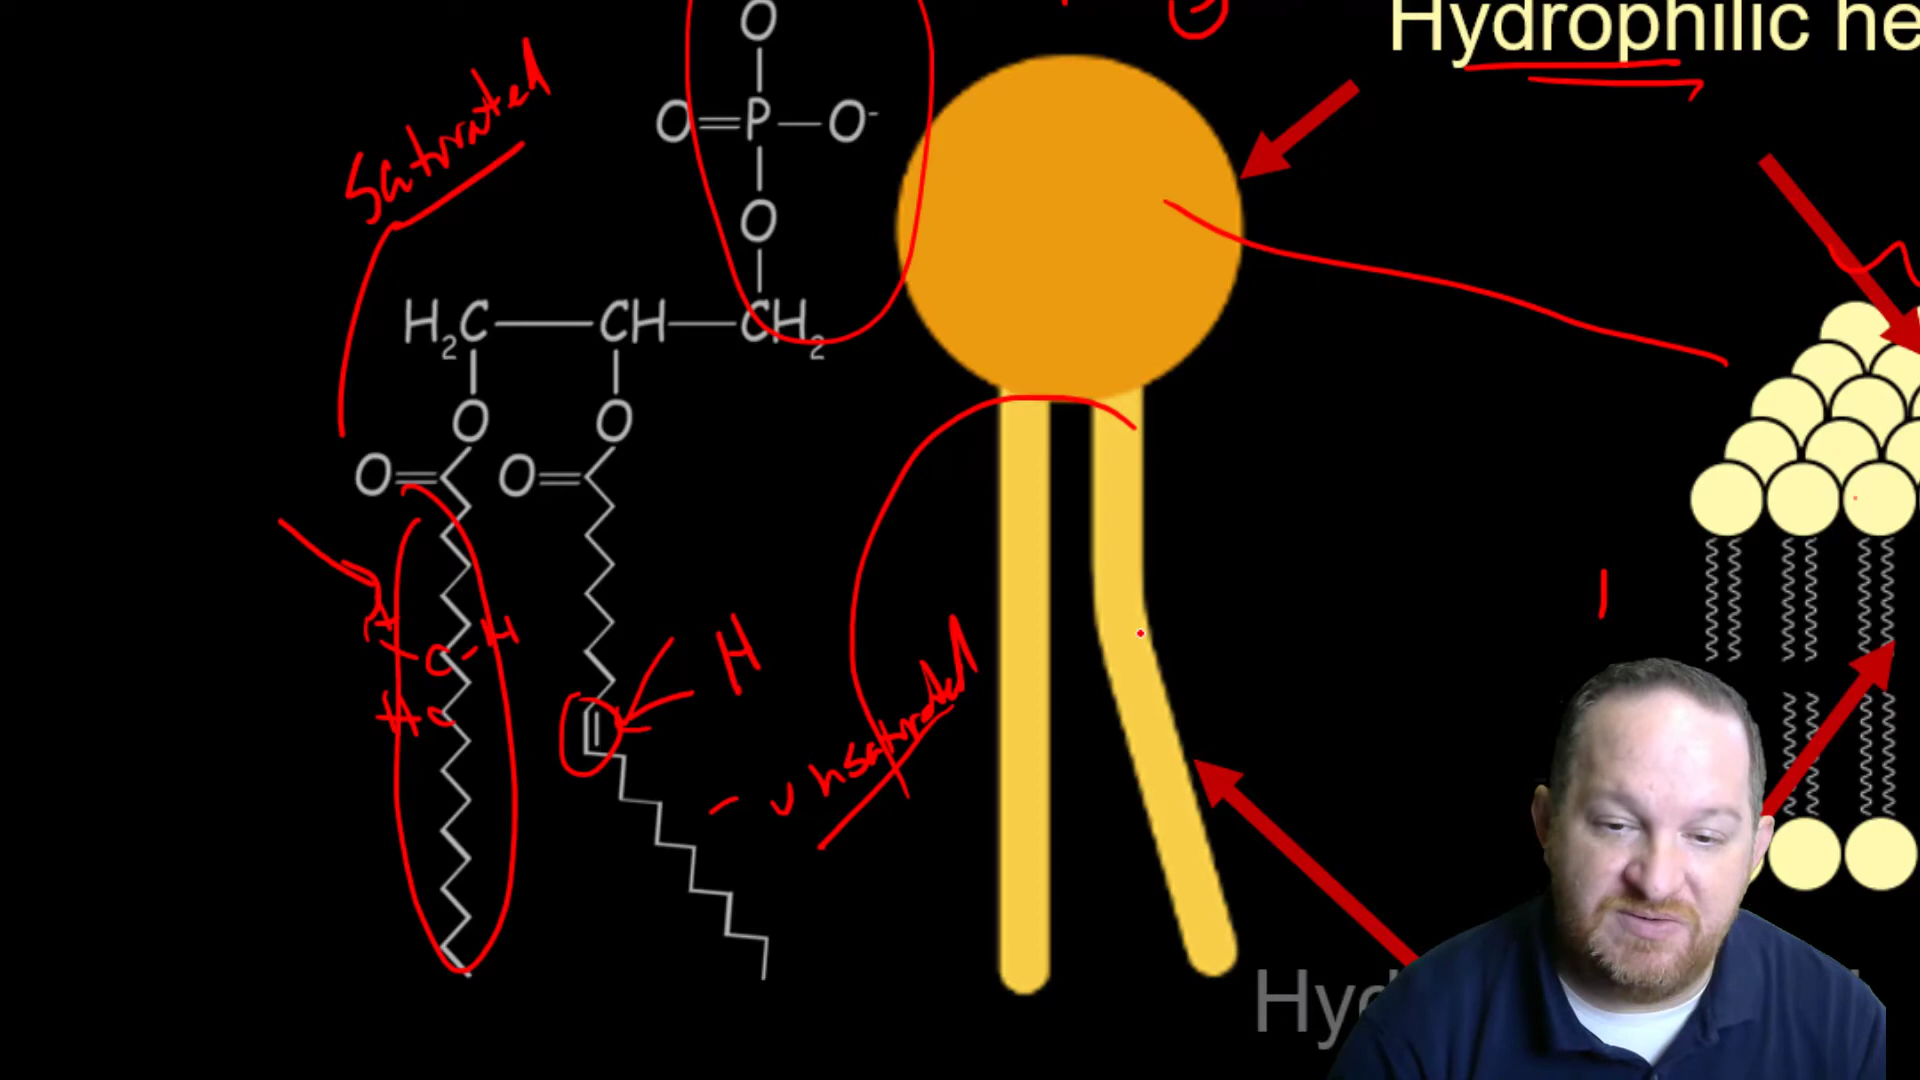 Hydrophilic he
Saturated
O
O=P—O-
O
H2C—CH—CH2
O O
O= O=
H
H
C-H
H C
unsaturated
Hyd